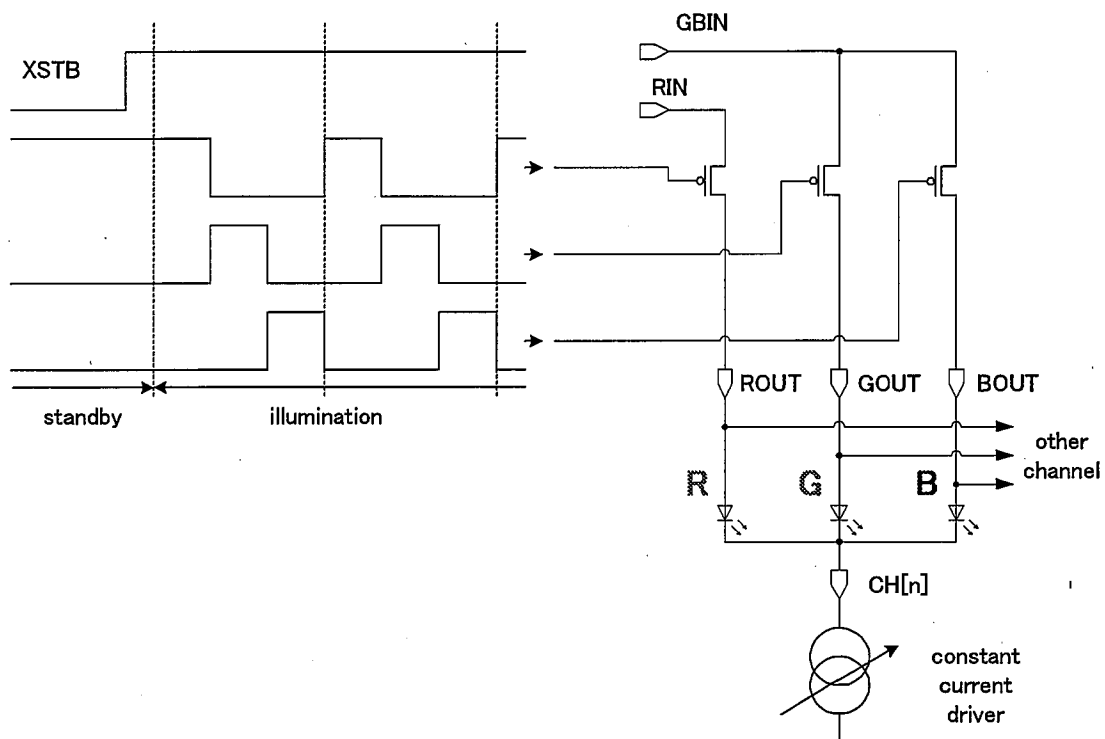 GBIN
XSTB
RIN
ROUT
GOUT
BOUT
standby
illumination
other
channel
R
G
B
CH[n]
constant
current
driver